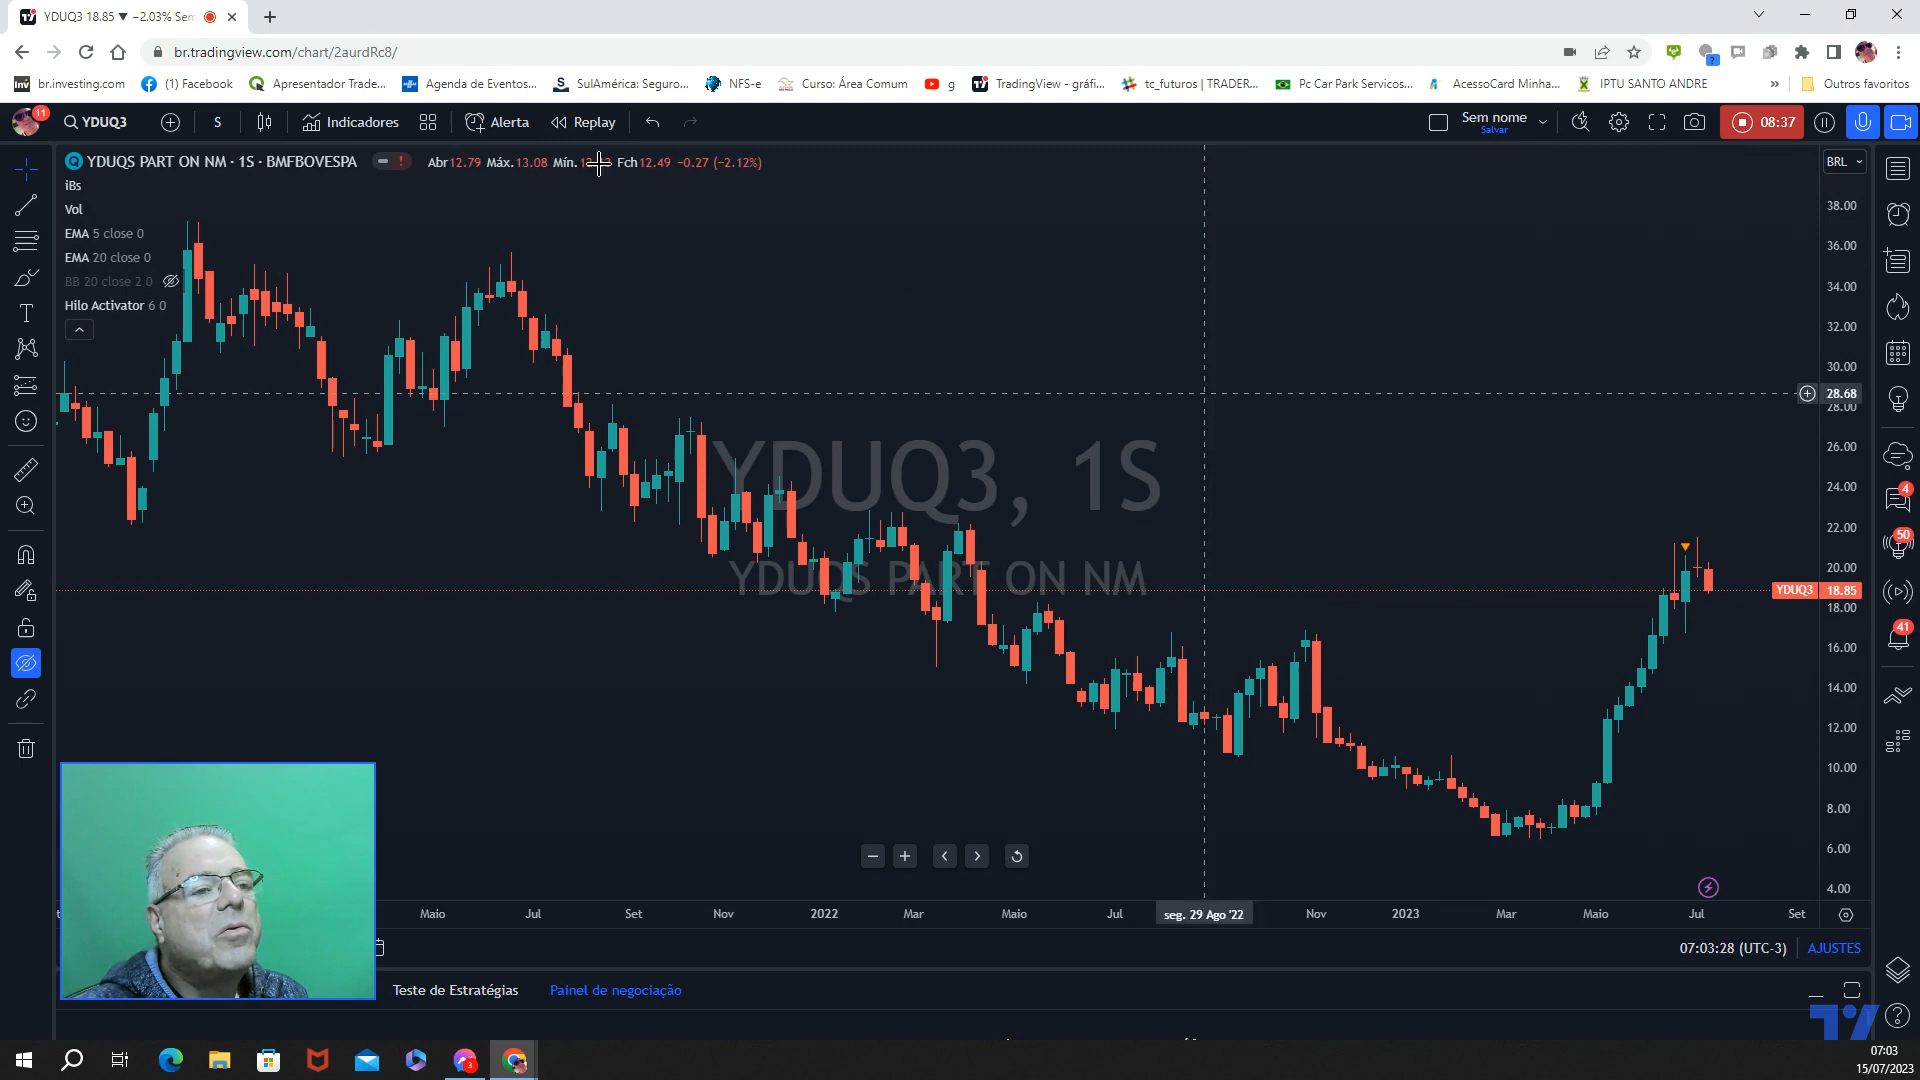 YDUQ3 18.85 ▼ −2.03% Sem
br.tradingview.com/chart/2aurdRc8/
br.investing.com
(1) Facebook
Apresentador Trade...
Agenda de Eventos...
SulAmérica: Seguro...
NFS-e
Curso: Área Comum
g
TradingView - gráfi...
tc_futuros | TRADER...
Pc Car Park Servicos...
AcessoCard Minha...
IPTU SANTO ANDRE
»
Outros favoritos
11
YDUQ3
S
Indicadores
Alerta
Replay
Sem nome
Salvar
08:37
YDUQS PART ON NM · 1S · BMFBOVESPA
Abr12.79 Máx.13.08 Mín. Fch12.49 −0.27 (−2.12%)
BRL
iBs
Vol
EMA 5 close 0
EMA 20 close 0
BB 20 close 2 0
Hilo Activator 6 0
38.00
36.00
34.00
32.00
30.00
28.68
28.00
26.00
24.00
22.00
20.00
YDUQ3 18.85
18.00
16.00
14.00
12.00
10.00
8.00
6.00
4.00
YDUQ3, 1S
YDUQS PART ON NM
4
50
41
Maio
Jul
Set
Nov
2022
Mar
Maio
Jul
seg. 29 Ago '22
Nov
2023
Mar
Maio
Jul
Set
07:03:28 (UTC-3)
AJUSTES
Teste de Estratégias
Painel de negociação
3
07:03
15/07/2023